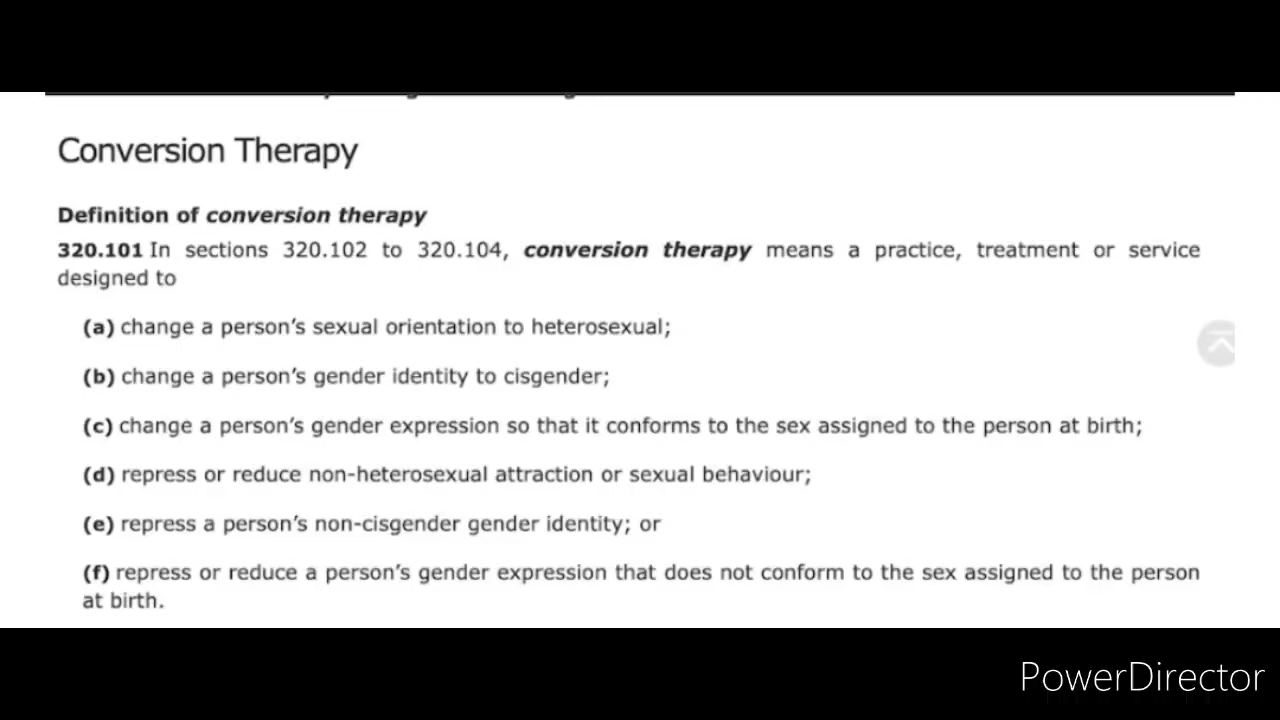 Conversion Therapy
Definition of conversion therapy
320.101 In sections 320.102 to 320.104, conversion therapy means a practice, treatment or service
designed to
(a) change a person's sexual orientation to heterosexual;
(b) change a person's gender identity to cisgender;
(c) change a person's gender expression so that it conforms to the sex assigned to the person at birth;
(d) repress or reduce non-heterosexual attraction or sexual behaviour;
(e) repress a person's non-cisgender gender identity; or
(f) repress or reduce a person's gender expression that does not conform to the sex assigned to the person
at birth.
PowerDirector